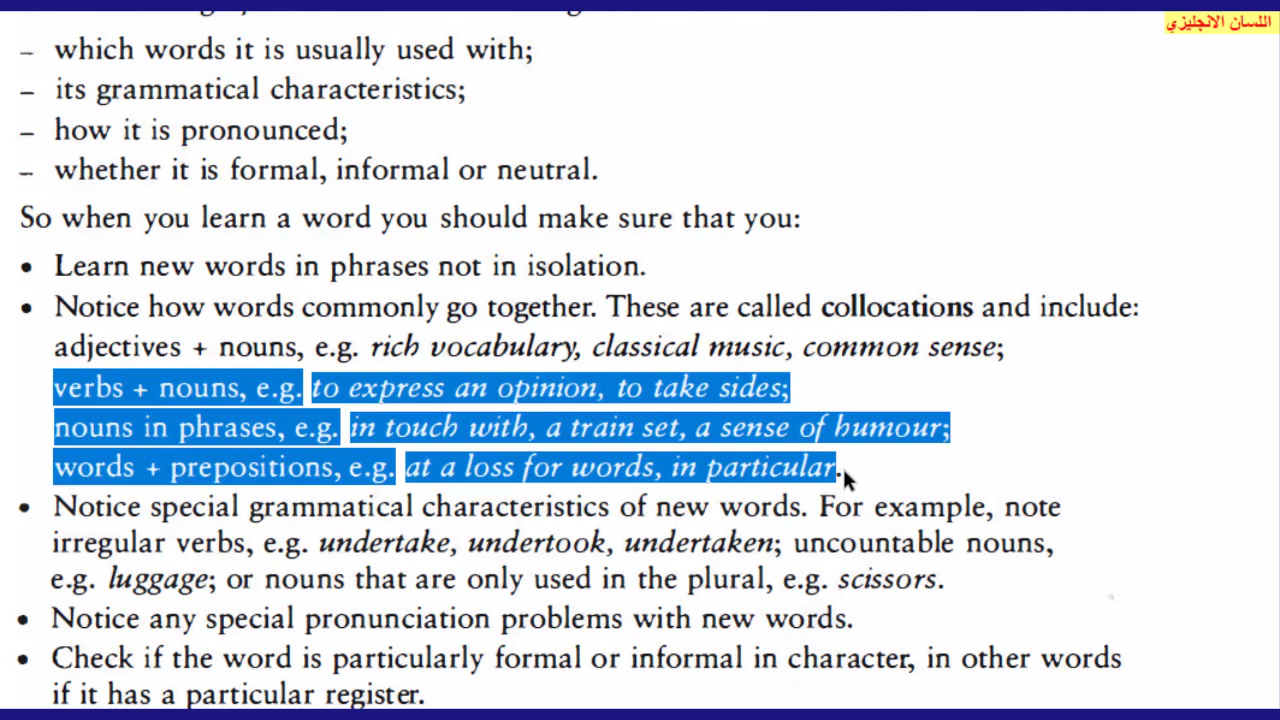 اللسان الانجليزي
– which words it is usually used with;
– its grammatical characteristics;
– how it is pronounced;
– whether it is formal, informal or neutral.
So when you learn a word you should make sure that you:
• Learn new words in phrases not in isolation.
• Notice how words commonly go together. These are called collocations and include:
adjectives + nouns, e.g. rich vocabulary, classical music, common sense;
verbs + nouns, e.g. to express an opinion, to take sides;
nouns in phrases, e.g. in touch with, a train set, a sense of humour;
words + prepositions, e.g. at a loss for words, in particular.
• Notice special grammatical characteristics of new words. For example, note
irregular verbs, e.g. undertake, undertook, undertaken; uncountable nouns,
e.g. luggage; or nouns that are only used in the plural, e.g. scissors.
• Notice any special pronunciation problems with new words.
• Check if the word is particularly formal or informal in character, in other words
if it has a particular register.